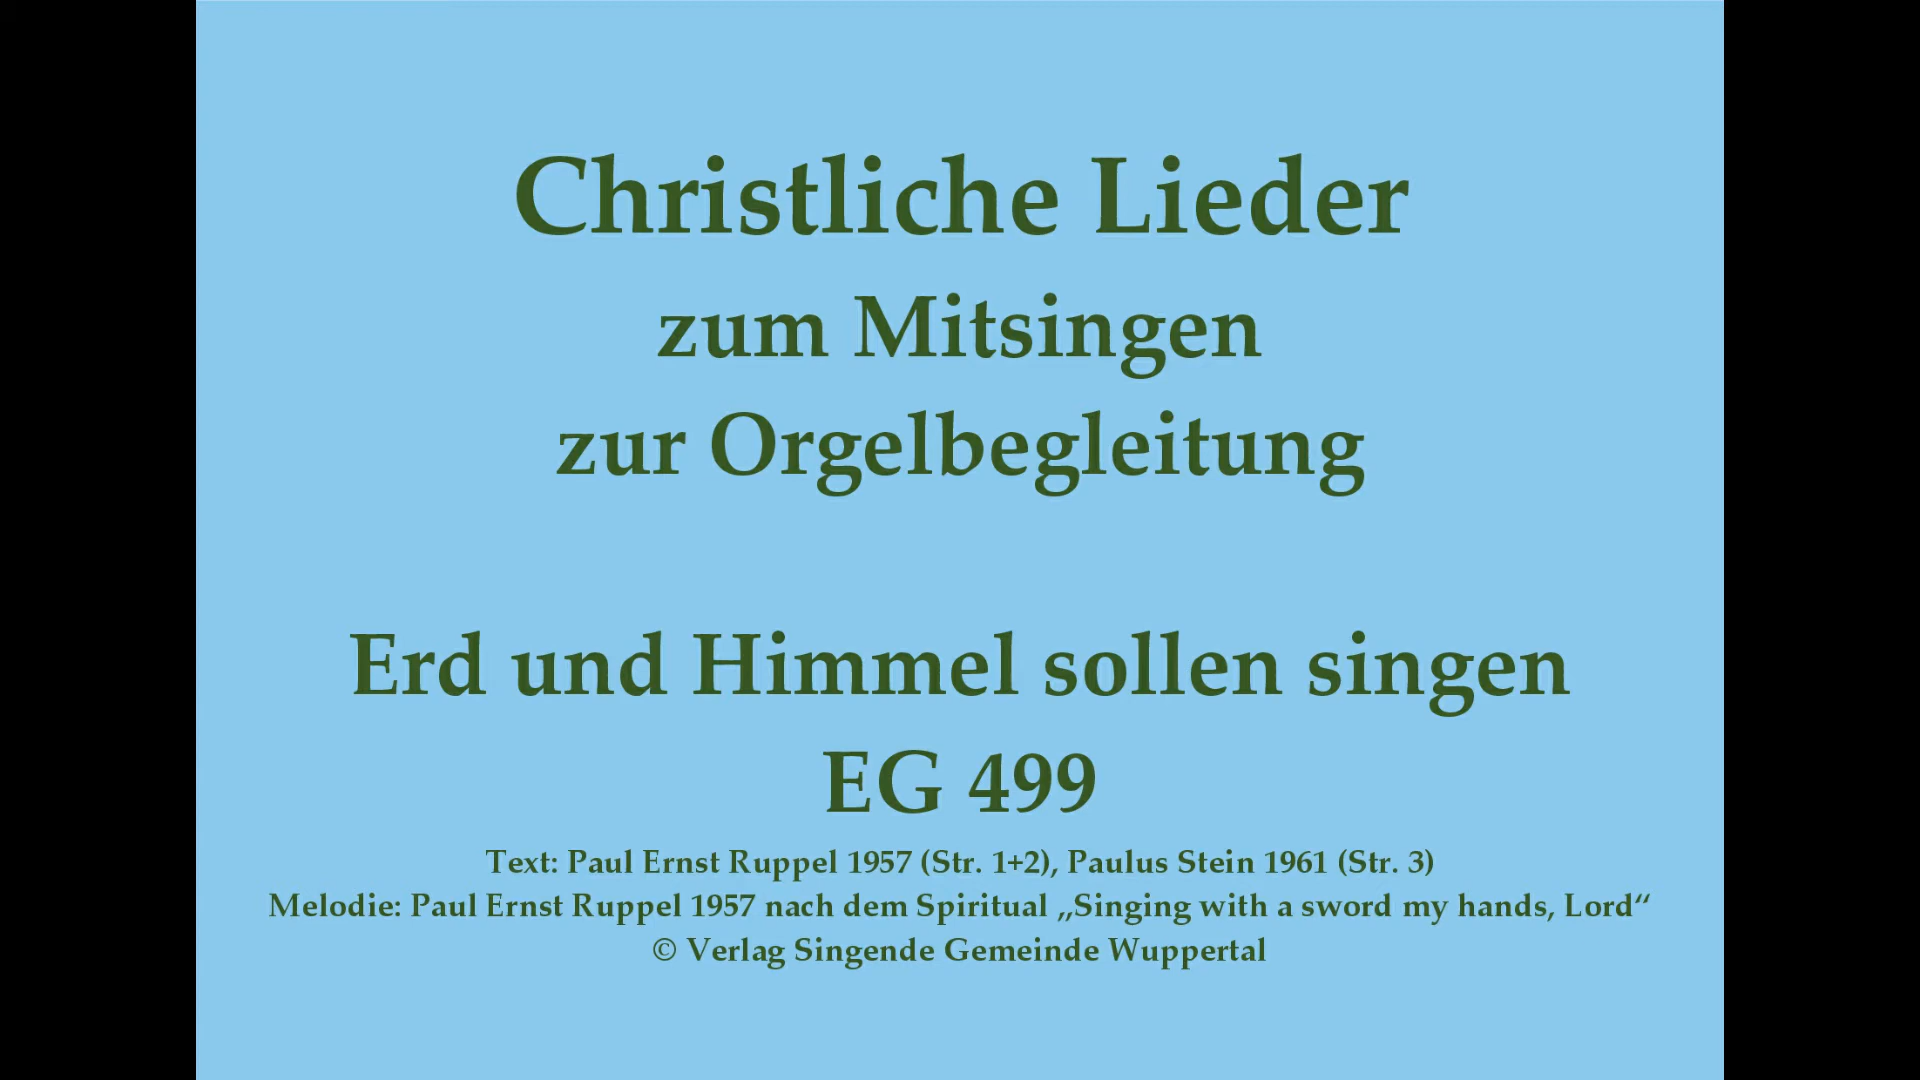 Christliche Lieder
zum Mitsingen
zur Orgelbegleitung
Erd und Himmel sollen singen
EG 499
Text: Paul Ernst Ruppel 1957 (Str. 1+2), Paulus Stein 1961 (Str. 3)
Melodie: Paul Ernst Ruppel 1957 nach dem Spiritual „Singing with a sword my hands, Lord“
© Verlag Singende Gemeinde Wuppertal